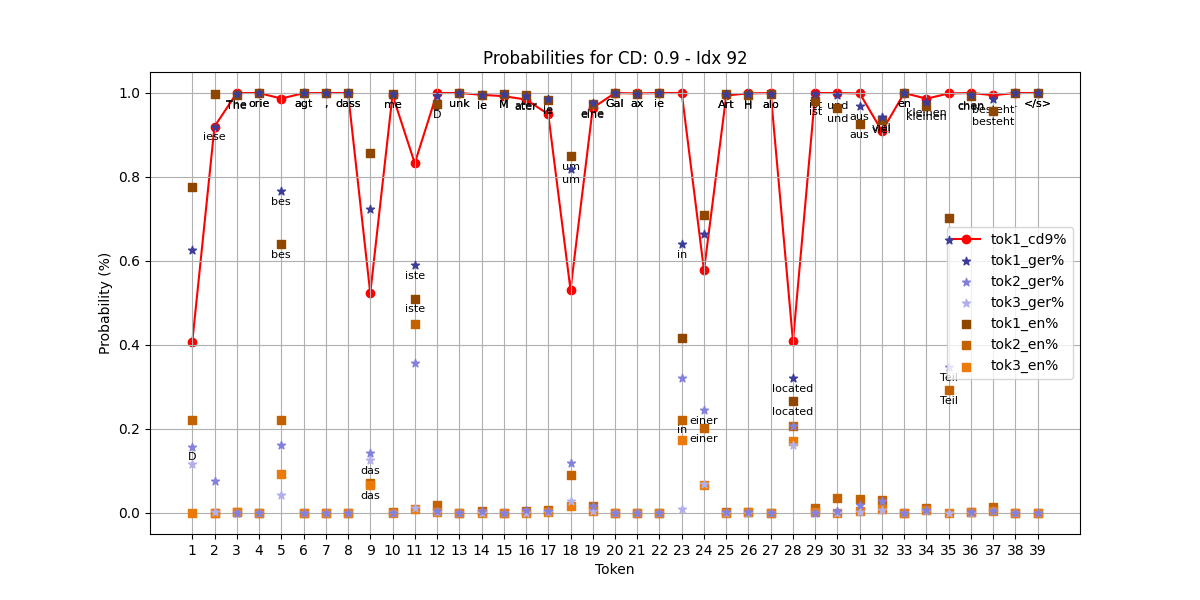 Probabilities for CD: 0.9 - Idx 92
Probability (%)
1.0
0.8
0.6
0.4
0.2
0.0
The orie agt , dass me unk le M ater e eine Gal ax ie Art H alo ist und en kleinen chen besteht </s>
iese D ist und aus viel kleinen besteht
aus
um
um
bes
bes
iste
iste
in
in
das
das
D
einer
einer
located
located
Teil
Teil
tok1_cd9%
tok1_ger%
tok2_ger%
tok3_ger%
tok1_en%
tok2_en%
tok3_en%
1 2 3 4 5 6 7 8 9 10 11 12 13 14 15 16 17 18 19 20 21 22 23 24 25 26 27 28 29 30 31 32 33 34 35 36 37 38 39
Token